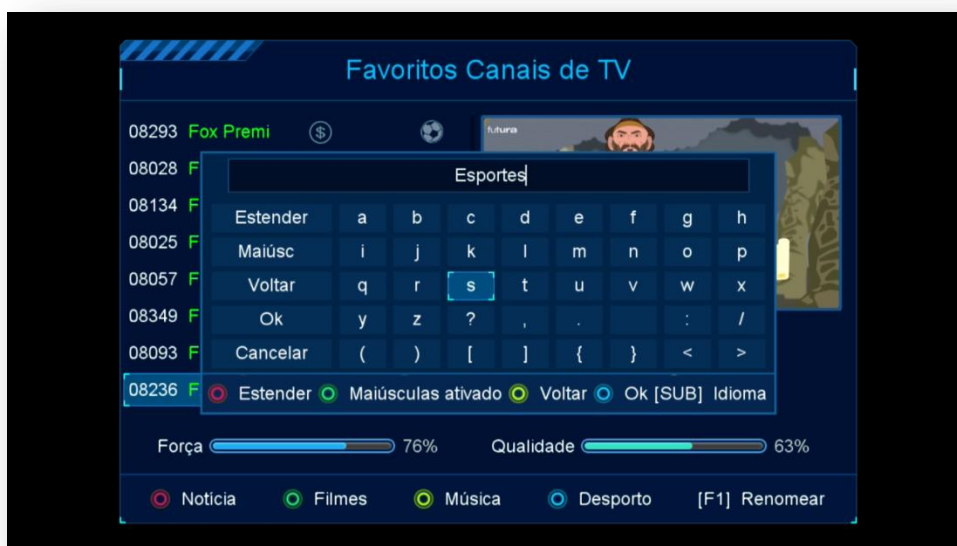 Favoritos Canais de TV
08293 Fox Premi $
futura
08028 F
08134 F
08025 F
08057 F
08349 F
08093 F
08236 F
Esportes
Estender a b c d e f g h
Maiúsc i j k l m n o p
Voltar q r s t u v w x
Ok y z ? , . : /
Cancelar ( ) [ ] { } < >
Estender Maiúsculas ativado Voltar Ok [SUB] Idioma
Força 76% Qualidade 63%
Notícia Filmes Música Desporto [F1] Renomear